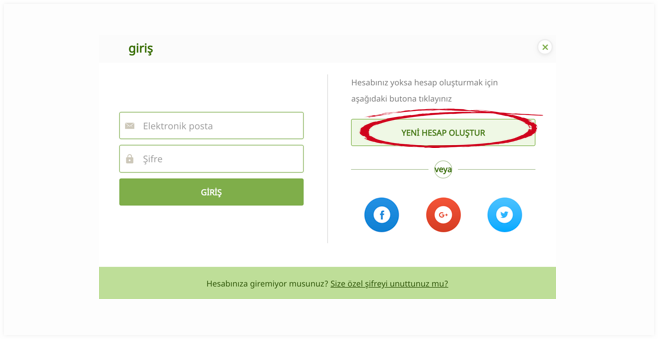 giriş
Elektronik posta
Şifre
GİRİŞ
Hesabınız yoksa hesap oluşturmak için
aşağıdaki butona tıklayınız
YENİ HESAP OLUŞTUR
veya
f
G+
Hesabınıza giremiyor musunuz? Size özel şifreyi unuttunuz mu?